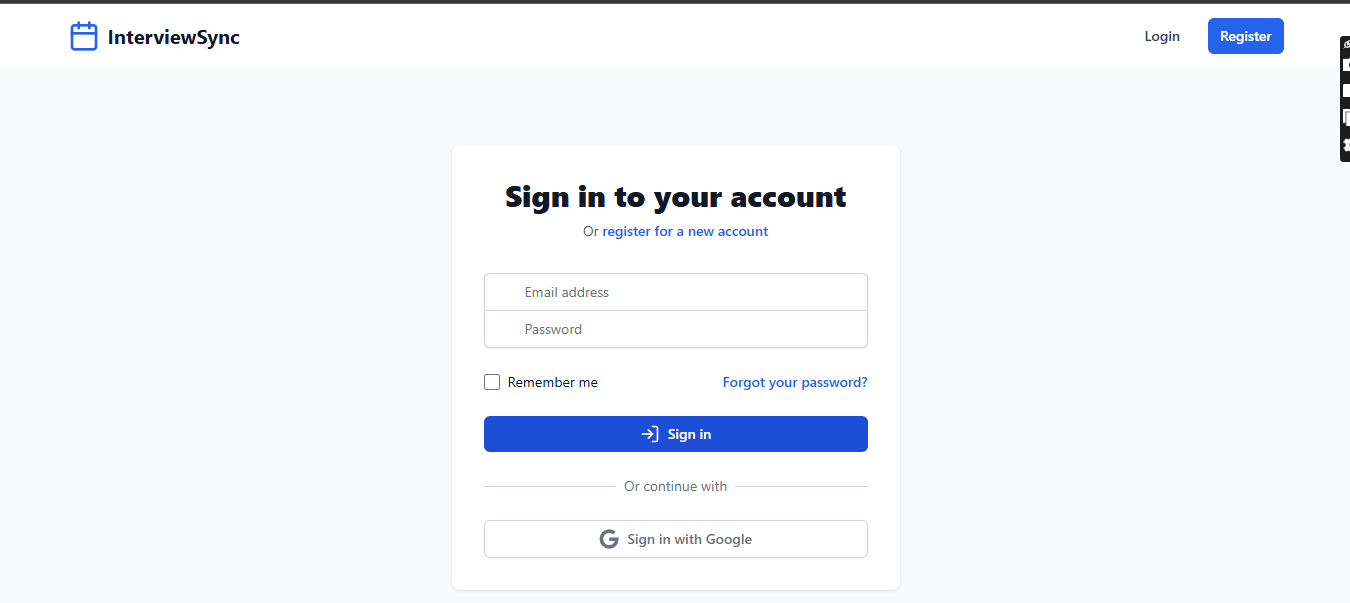 InterviewSync
Login
Register
Sign in to your account
Or register for a new account
Email address
Password
Remember me
Forgot your password?
Sign in
Or continue with
Sign in with Google